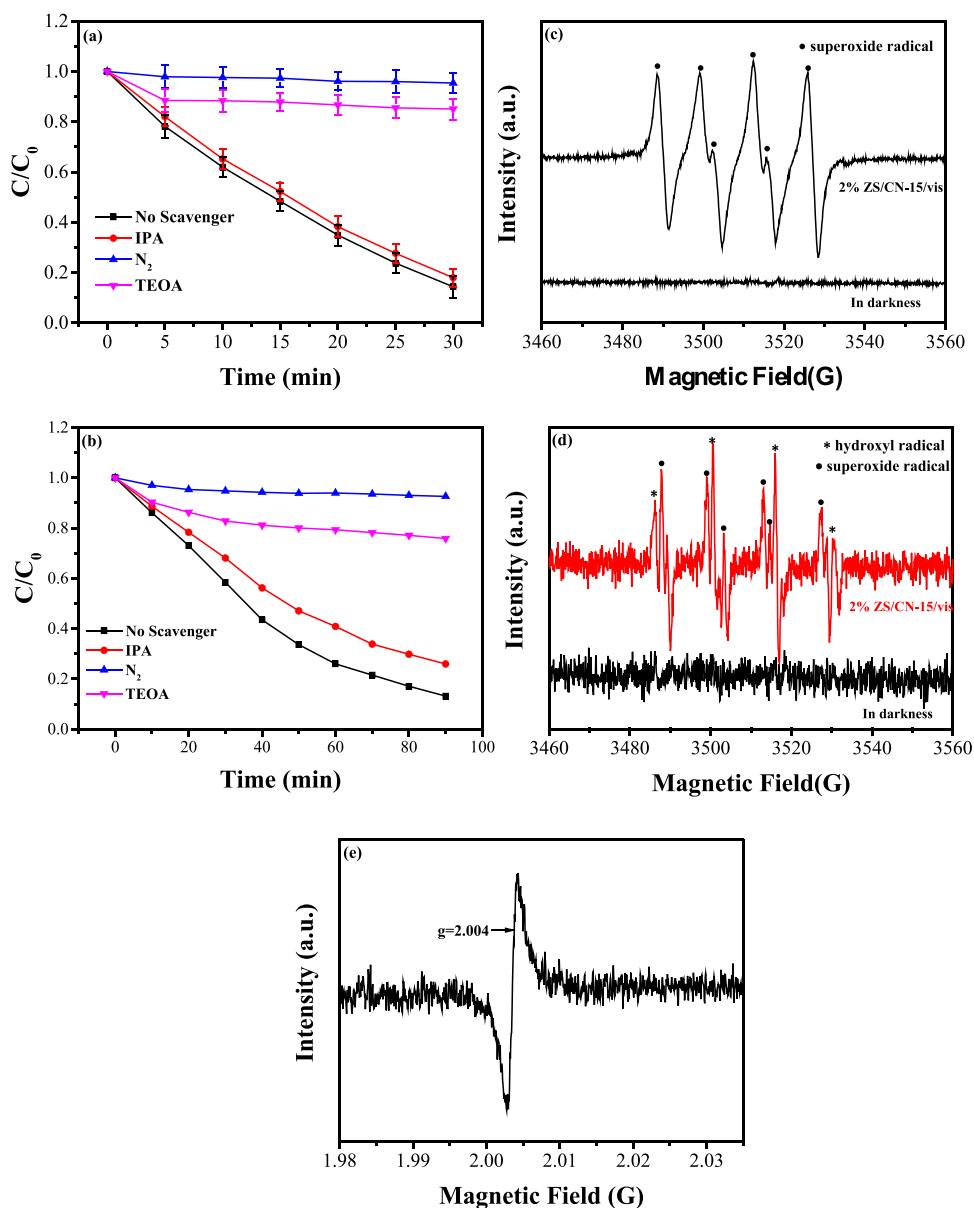 (a)
1.2
1.0
0.8
0.6
0.4
0.2
0.0
C/C₀
No Scavenger
IPA
N₂
TEOA
0 5 10 15 20 25 30
Time (min)
(c)
• superoxide radical
Intensity (a.u.)
2% ZS/CN-15/vis
In darkness
3460 3480 3500 3520 3540 3560
Magnetic Field(G)
(b)
1.2
1.0
0.8
0.6
0.4
0.2
0.0
C/C₀
No Scavenger
IPA
N₂
TEOA
0 20 40 60 80 100
Time (min)
(d)
* hydroxyl radical
• superoxide radical
Intensity (a.u.)
2% ZS/CN-15/vis
In darkness
3460 3480 3500 3520 3540 3560
Magnetic Field(G)
(e)
g=2.004
Intensity (a.u.)
1.98 1.99 2.00 2.01 2.02 2.03
Magnetic Field (G)